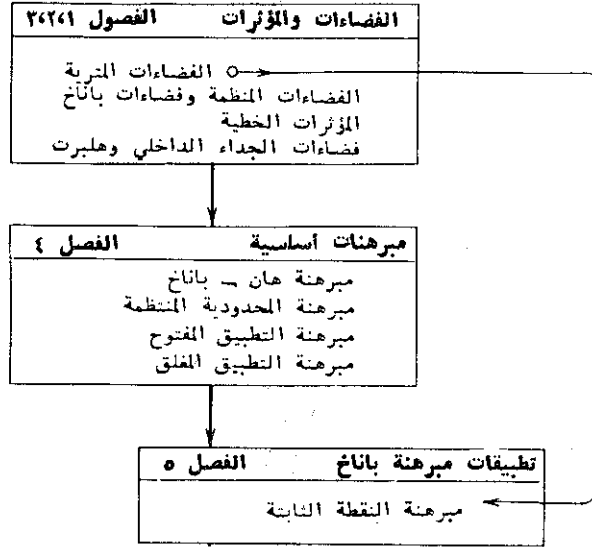 الفضاءات والمؤثرات الفصول ٣،٢،١
الفضاءات المترية
الفضاءات المنظمة وفضاءات باناخ
المؤثرات الخطية
فضاءات الجداء الداخلي وهلبرت
مبرهنات أساسية الفصل ٤
مبرهنة هان - باناخ
مبرهنة المحدودية المنتظمة
مبرهنة التطبيق المفتوح
مبرهنة التطبيق المغلق
تطبيقات مبرهنة باناخ الفصل ٥
مبرهنة النقطة الثابتة